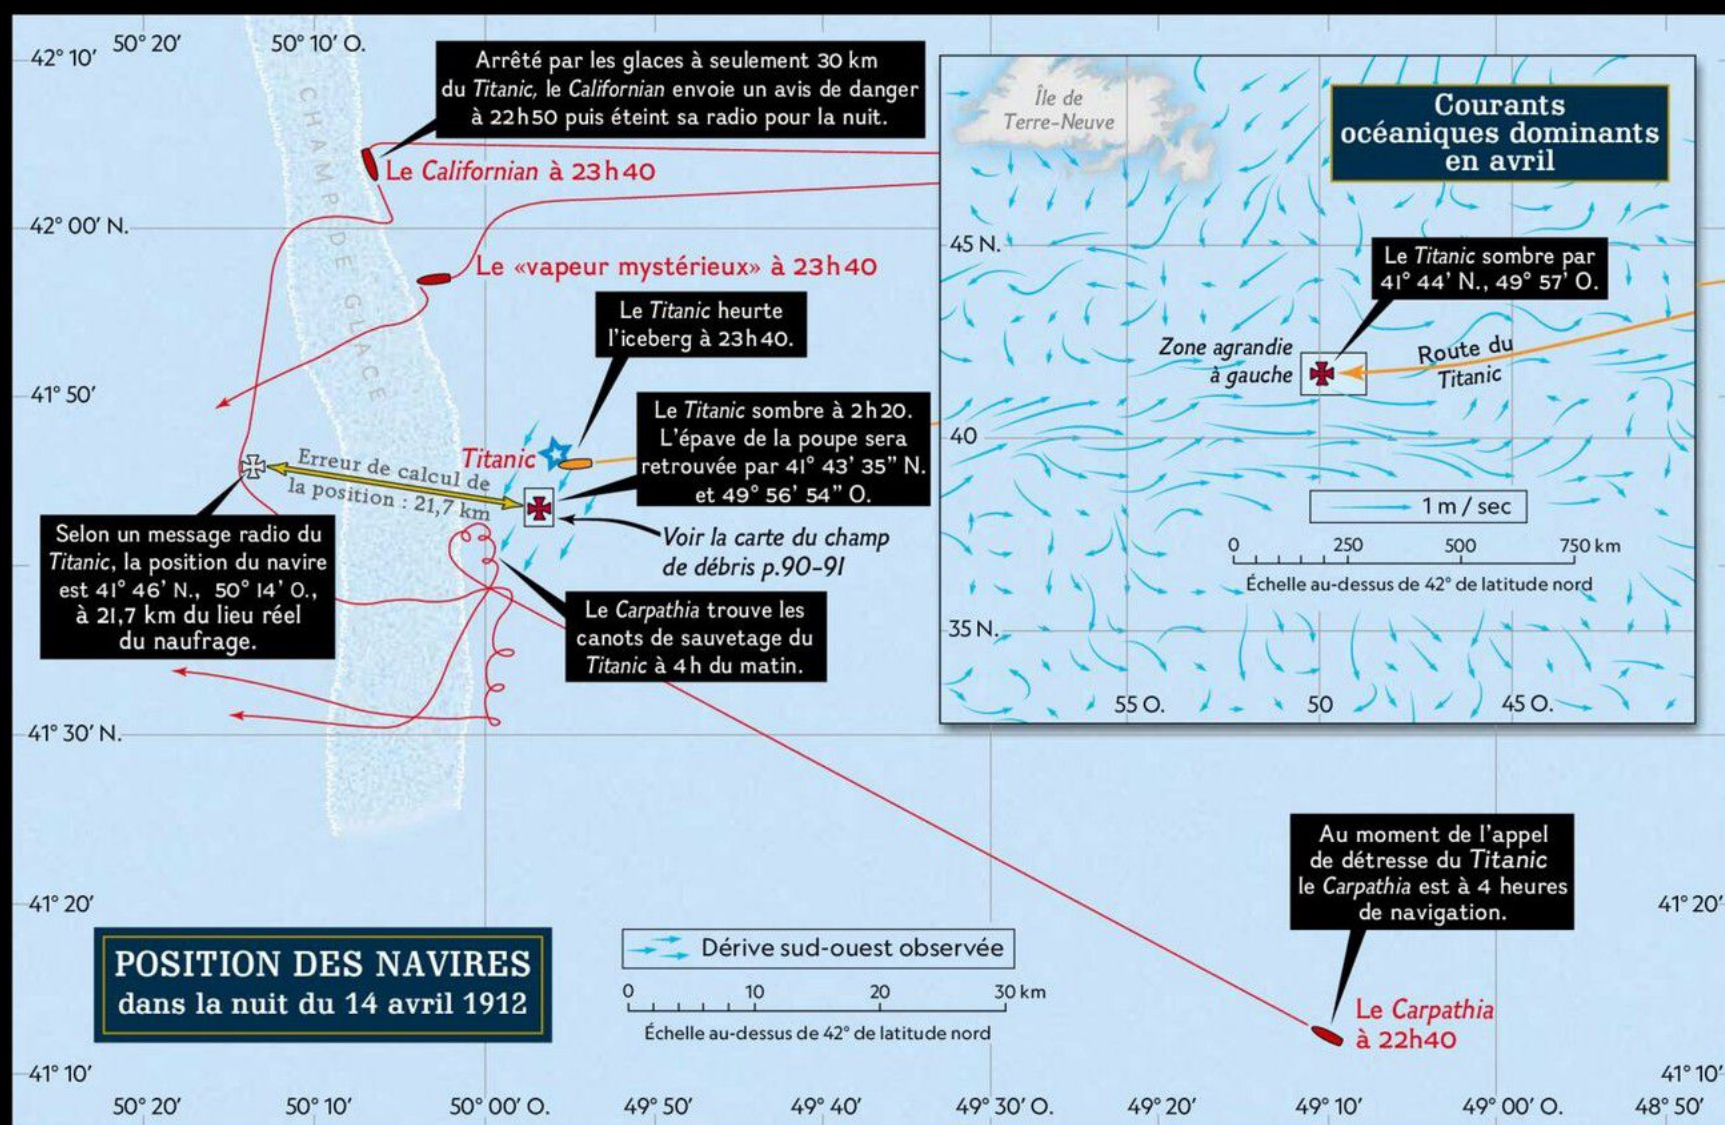 50° 20’
50° 10’ O.
42° 10’
Arrêté par les glaces à seulement 30 km
du Titanic, le Californian envoie un avis de danger
à 22h50 puis éteint sa radio pour la nuit.
Le Californian à 23h40
CHAMP DE GLACE
42° 00’ N.
Le «vapeur mystérieux» à 23h40
Le Titanic heurte
l’iceberg à 23h40.
41° 50’
Le Titanic sombre à 2h20.
L’épave de la poupe sera
retrouvée par 41° 43’ 35” N.
et 49° 56’ 54” O.
Titanic
Erreur de calcul de
la position : 21,7 km
Selon un message radio du
Titanic, la position du navire
est 41° 46’ N., 50° 14’ O.,
à 21,7 km du lieu réel
du naufrage.
Voir la carte du champ
de débris p.90-91
Le Carpathia trouve les
canots de sauvetage du
Titanic à 4h du matin.
41° 30’ N.
Île de
Terre-Neuve
Courants
océaniques dominants
en avril
45 N.
Le Titanic sombre par
41° 44’ N., 49° 57’ O.
Zone agrandie
à gauche
Route du
Titanic
40
1 m / sec
0 250 500 750 km
Échelle au-dessus de 42° de latitude nord
35 N.
55 O. 50 45 O.
Au moment de l’appel
de détresse du Titanic
le Carpathia est à 4 heures
de navigation.
41° 20’
41° 20’
POSITION DES NAVIRES
dans la nuit du 14 avril 1912
Dérive sud-ouest observée
0 10 20 30 km
Échelle au-dessus de 42° de latitude nord
Le Carpathia
à 22h40
41° 10’
41° 10’
50° 20’ 50° 10’ 50° 00’ O. 49° 50’ 49° 40’ 49° 30’ O. 49° 20’ 49° 10’ 49° 00’ O. 48° 50’